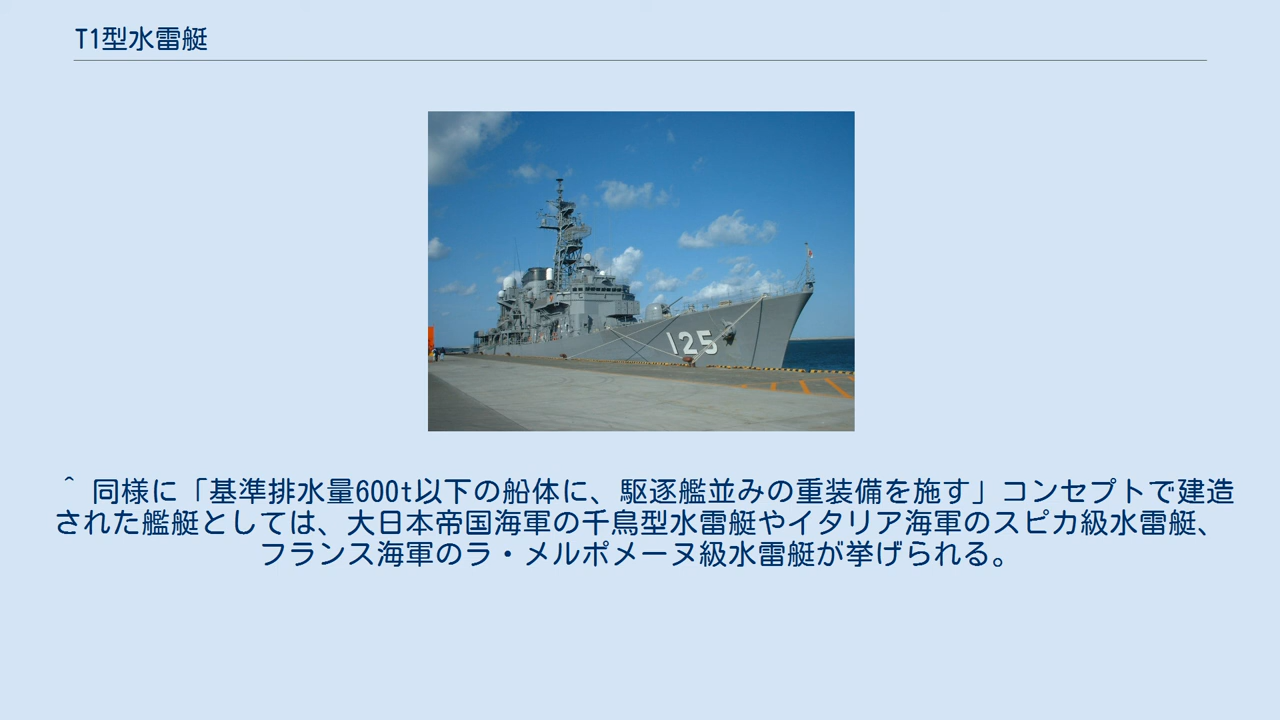 T1型水雷艇
125
^ 同様に「基準排水量600t以下の船体に、駆逐艦並みの重装備を施す」コンセプトで建造
された艦艇としては、大日本帝国海軍の千鳥型水雷艇やイタリア海軍のスピカ級水雷艇、
フランス海軍のラ・メルポメーヌ級水雷艇が挙げられる。